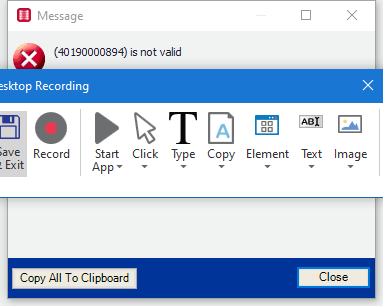 Message
(40190000894) is not valid
esktop Recording
Save
& Exit
Record
Start
App
Click
Type
Copy
Element
ABI
Text
Image
Copy All To Clipboard
Close